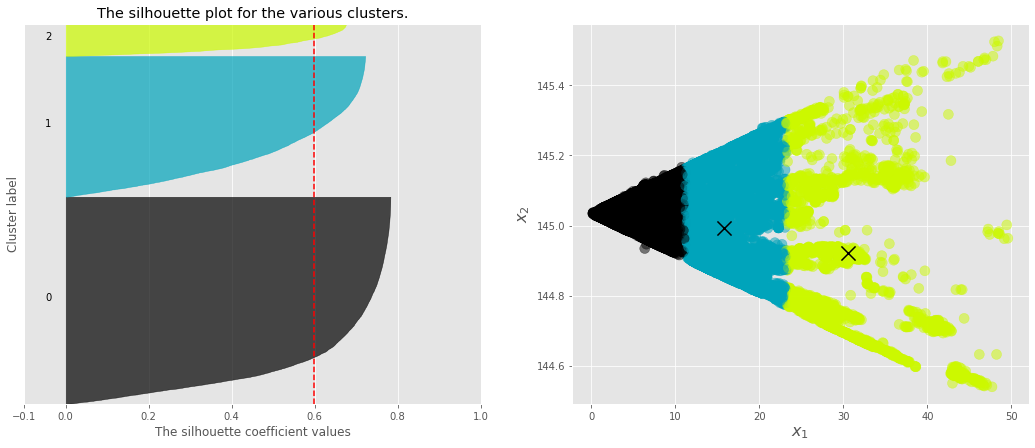 The silhouette plot for the various clusters.
2
1
0
Cluster label
−0.1 0.0 0.2 0.4 0.6 0.8 1.0
The silhouette coefficient values
145.4
145.2
145.0
144.8
144.6
x₂
0 10 20 30 40 50
x₁